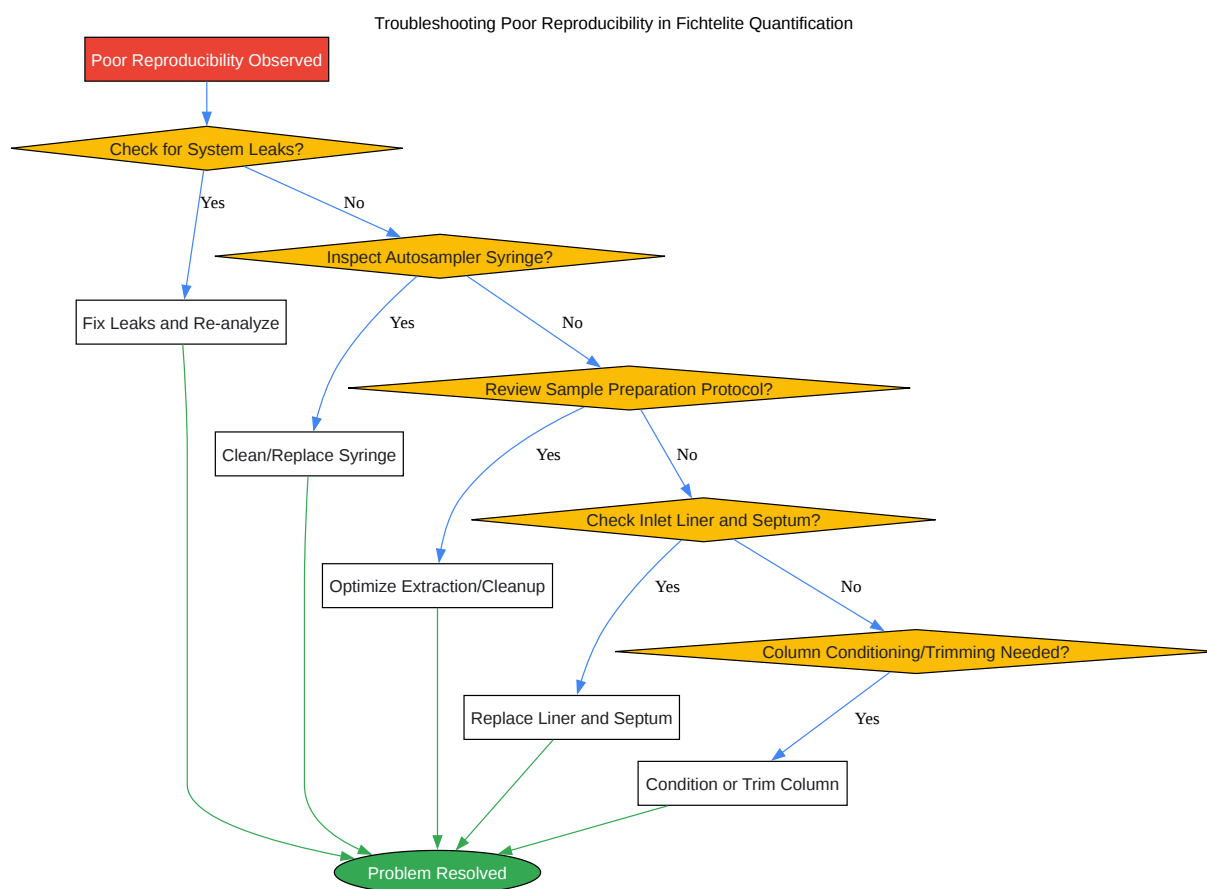 Troubleshooting Poor Reproducibility in Fichtelite Quantification
Poor Reproducibility Observed
Check for System Leaks?
Yes
No
Inspect Autosampler Syringe?
Fix Leaks and Re-analyze
Yes
No
Review Sample Preparation Protocol?
Clean/Replace Syringe
Yes
No
Check Inlet Liner and Septum?
Optimize Extraction/Cleanup
Yes
No
Column Conditioning/Trimming Needed?
Replace Liner and Septum
Yes
Condition or Trim Column
Problem Resolved